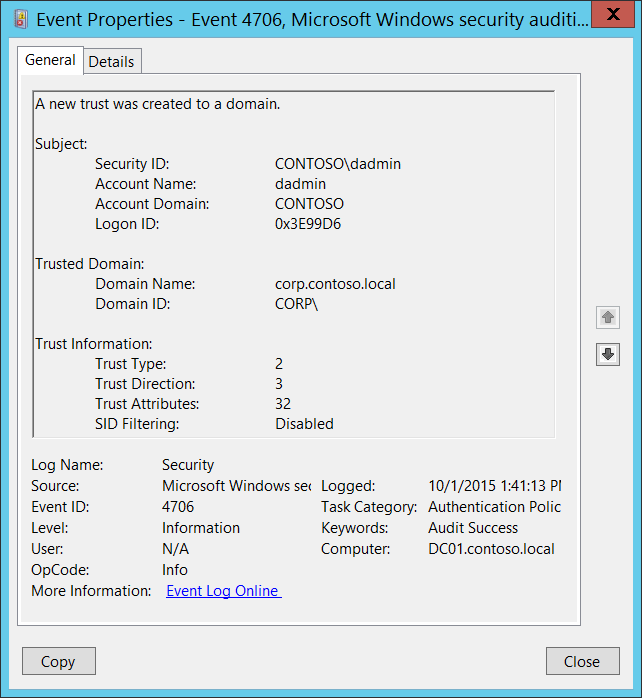 Event Properties - Event 4706, Microsoft Windows security auditi...
General Details
A new trust was created to a domain.
Subject:
Security ID: CONTOSO\dadmin
Account Name: dadmin
Account Domain: CONTOSO
Logon ID: 0x3E99D6
Trusted Domain:
Domain Name: corp.contoso.local
Domain ID: CORP\
Trust Information:
Trust Type: 2
Trust Direction: 3
Trust Attributes: 32
SID Filtering: Disabled
Log Name: Security
Source: Microsoft Windows sec Logged: 10/1/2015 1:41:13 PM
Event ID: 4706 Task Category: Authentication Polic
Level: Information Keywords: Audit Success
User: N/A Computer: DC01.contoso.local
OpCode: Info
More Information: Event Log Online
Copy Close